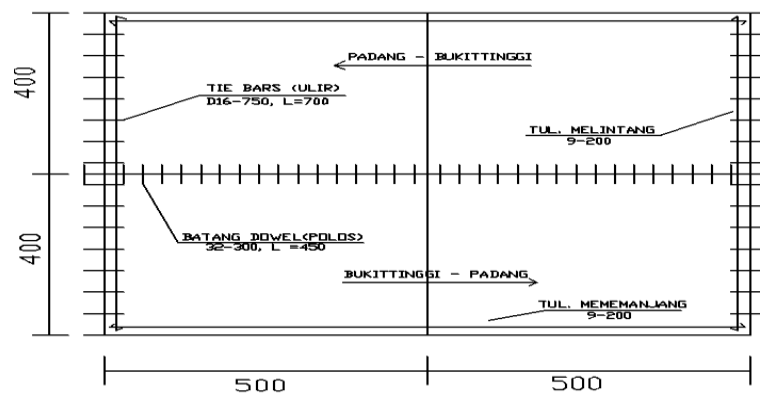 PADANG - BUKITTINGGI
TIE BARS (ULIR)
D16-750, L=700
TUL. MELINTANG
9-200
400
BATANG DOWEL(POLOS)
32-300, L =450
400
BUKITTINGGI - PADANG
TUL. MEMEMANJANG
9-200
500
500